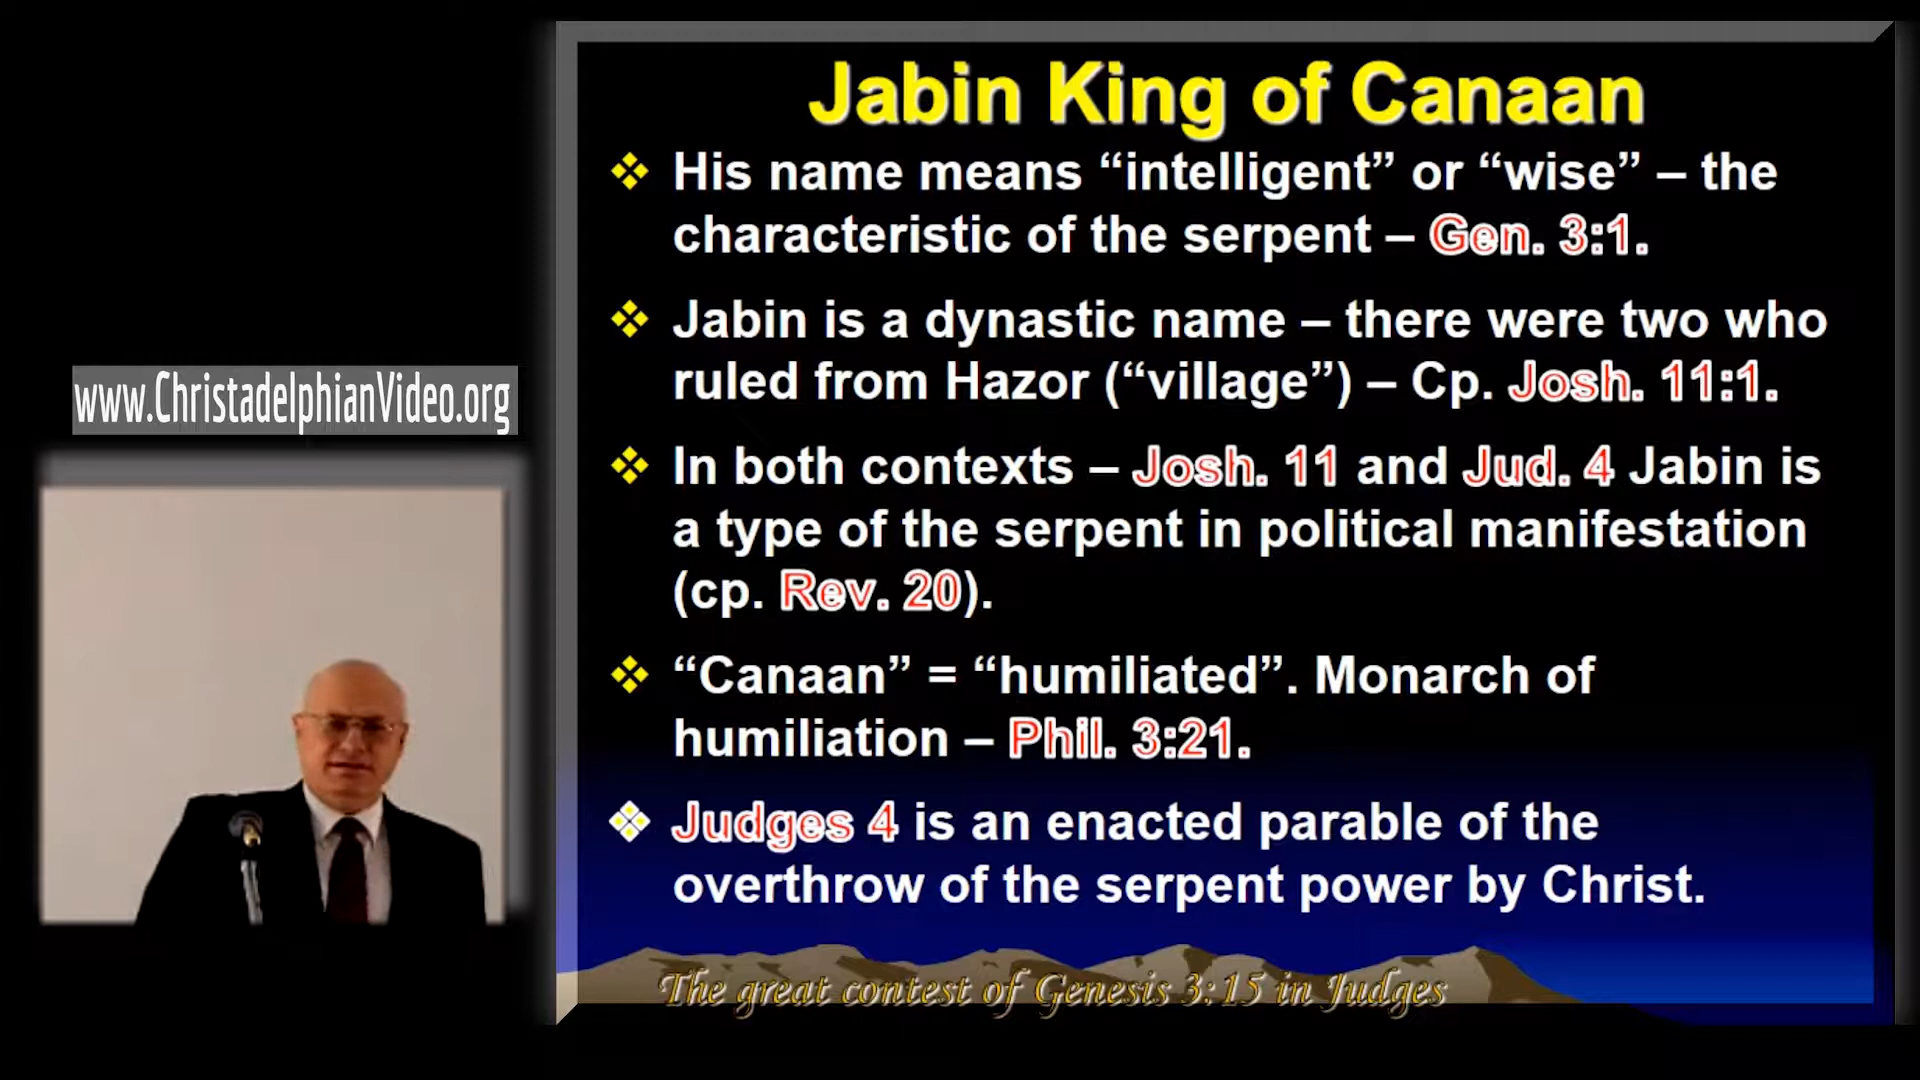 Jabin King of Canaan
His name means “intelligent” or “wise” – the
characteristic of the serpent – Gen. 3:1.
Jabin is a dynastic name – there were two who
ruled from Hazor (“village”) – Cp. Josh. 11:1.
In both contexts – Josh. 11 and Jud. 4 Jabin is
a type of the serpent in political manifestation
(cp. Rev. 20).
“Canaan” = “humiliated”. Monarch of
humiliation – Phil. 3:21.
Judges 4 is an enacted parable of the
overthrow of the serpent power by Christ.
The great contest of Genesis 3:15 in Judges
www.ChristadelphianVideo.org